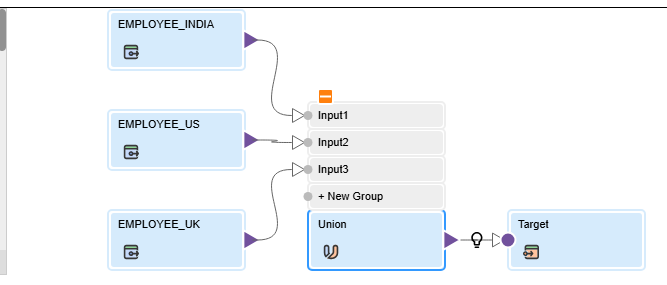 EMPLOYEE_INDIA
EMPLOYEE_US
EMPLOYEE_UK
Input1
Input2
Input3
+ New Group
Union
Target